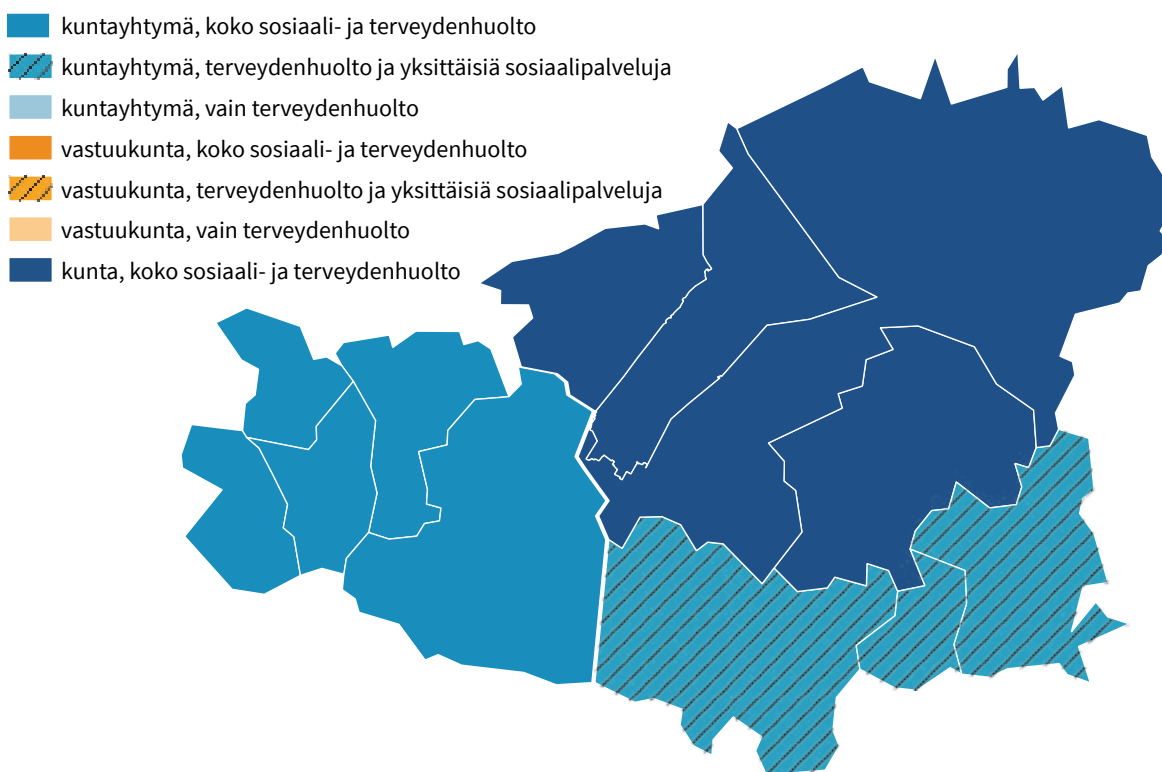 kuntayhtymä, koko sosiaali- ja terveydenhuolto
kuntayhtymä, terveydenhuolto ja yksittäisiä sosiaalipalveluja
kuntayhtymä, vain terveydenhuolto
vastuukunta, koko sosiaali- ja terveydenhuolto
vastuukunta, terveydenhuolto ja yksittäisiä sosiaalipalveluja
vastuukunta, vain terveydenhuolto
kunta, koko sosiaali- ja terveydenhuolto